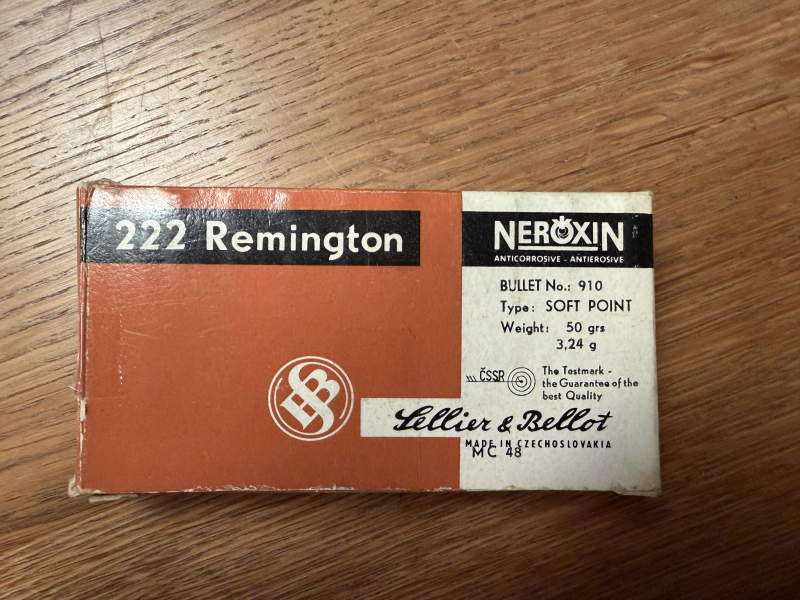 222 Remington
NEROXIN
ANTICORROSIVE - ANTIEROSIVE
BULLET No.: 910
Type: SOFT POINT
Weight: 50 grs
3,24 g
ČSSR
The Testmark -
the Guarantee of the
best Quality
SB
Sellier & Bellot
MADE IN CZECHOSLOVAKIA
MC 48